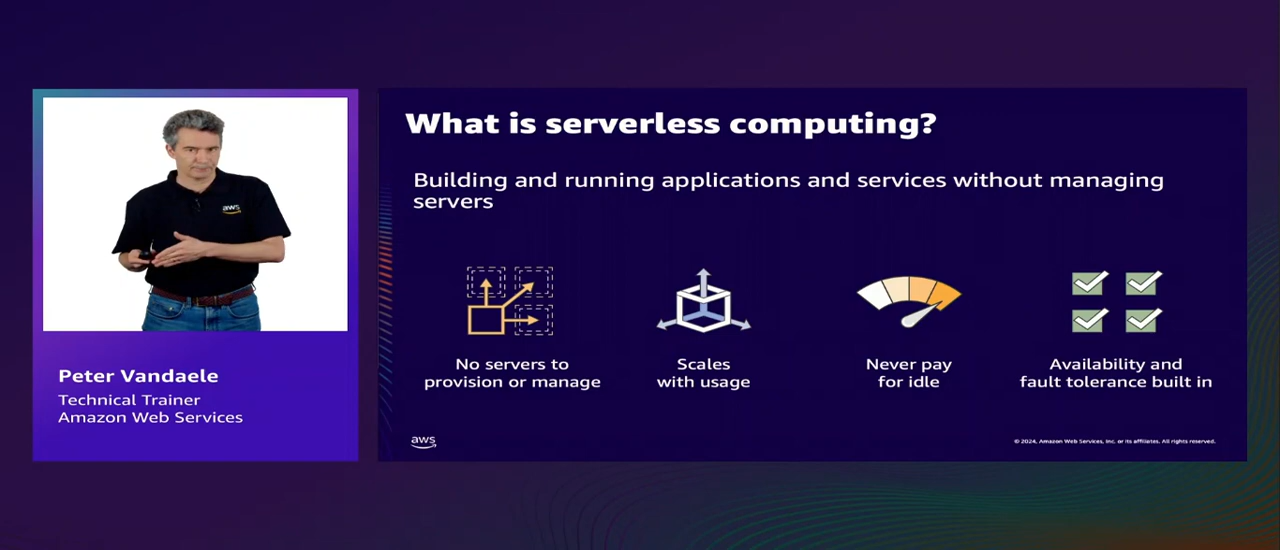 aws
Peter Vandaele
Technical Trainer
Amazon Web Services
What is serverless computing?
Building and running applications and services without managing
servers
No servers to
provision or manage
Scales
with usage
Never pay
for idle
Availability and
fault tolerance built in
aws
© 2024, Amazon Web Services, Inc. or its affiliates. All rights reserved.